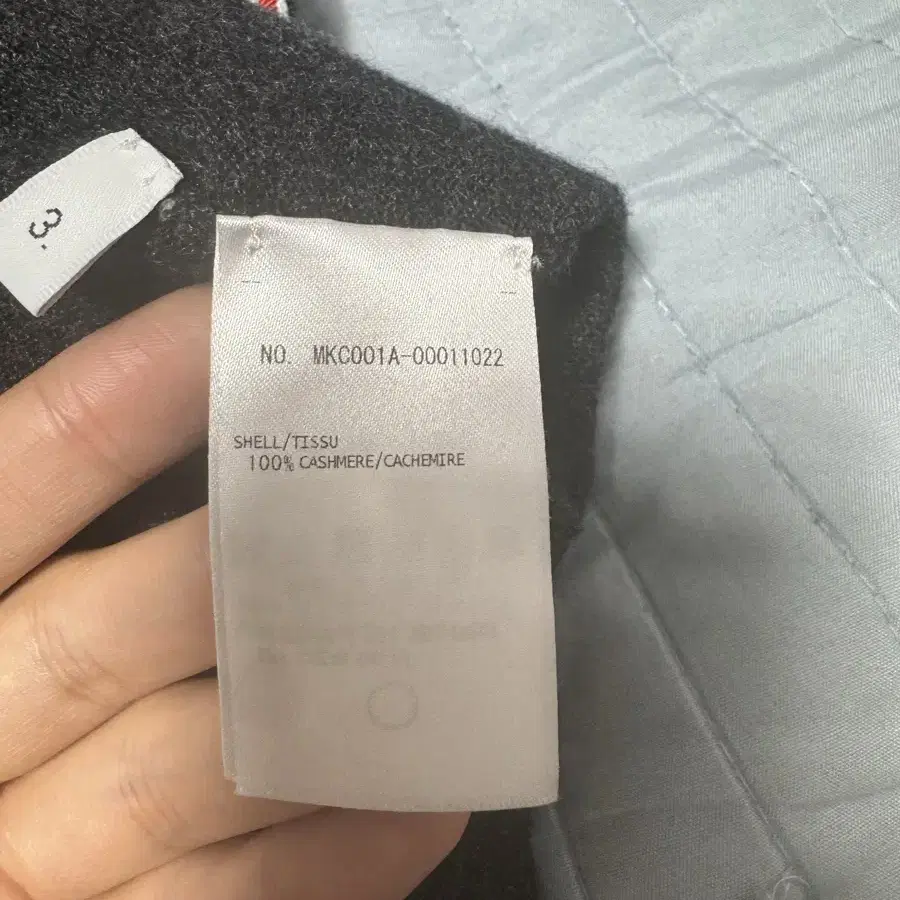 3.
NO. MKC001A-00011022
SHELL/TISSU
100% CASHMERE/CACHEMIRE